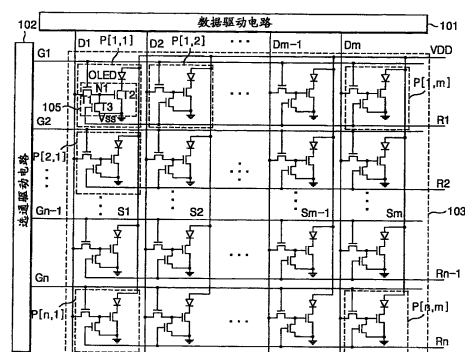 102
数据驱动电路
101
D1
P[1,1]
D2
P[1,2]
Dm-1
Dm
VDD
G1
OLED
N1
T1
T2
T3
105
Vss
P[1,m]
R1
G2
P[2,1]
R2
选通驱动电路
Gn-1
S1
S2
Sm-1
Sm
103
Rn-1
Gn
P[n,1]
P[n,m]
Rn